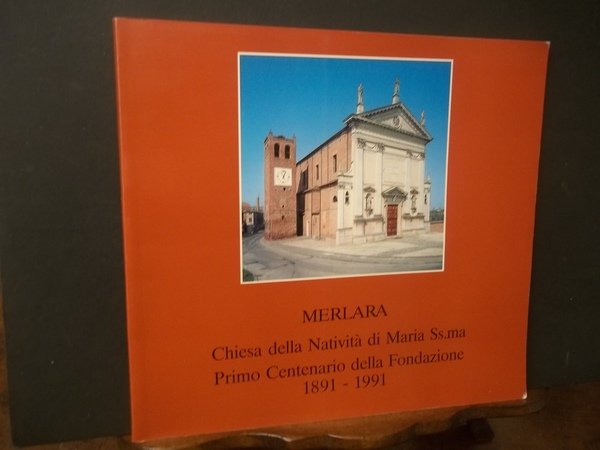 MERLARA
Chiesa della Natività di Maria Ss.ma
Primo Centenario della Fondazione
1891 - 1991